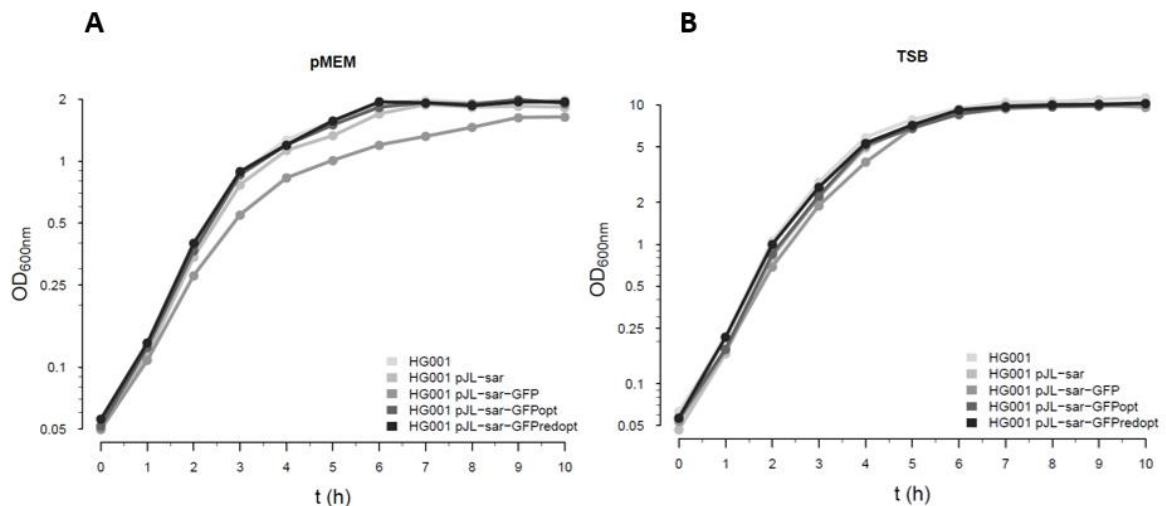 A
pMEM
OD600nm
2
1
0.5
0.25
0.1
0.05
0 1 2 3 4 5 6 7 8 9 10
t (h)
HG001
HG001 pJL−sar
HG001 pJL−sar−GFP
HG001 pJL−sar−GFPopt
HG001 pJL−sar−GFPredopt
B
TSB
OD600nm
10
5
2
1
0.5
0.25
0.1
0.05
0 1 2 3 4 5 6 7 8 9 10
t (h)
HG001
HG001 pJL−sar
HG001 pJL−sar−GFP
HG001 pJL−sar−GFPopt
HG001 pJL−sar−GFPredopt